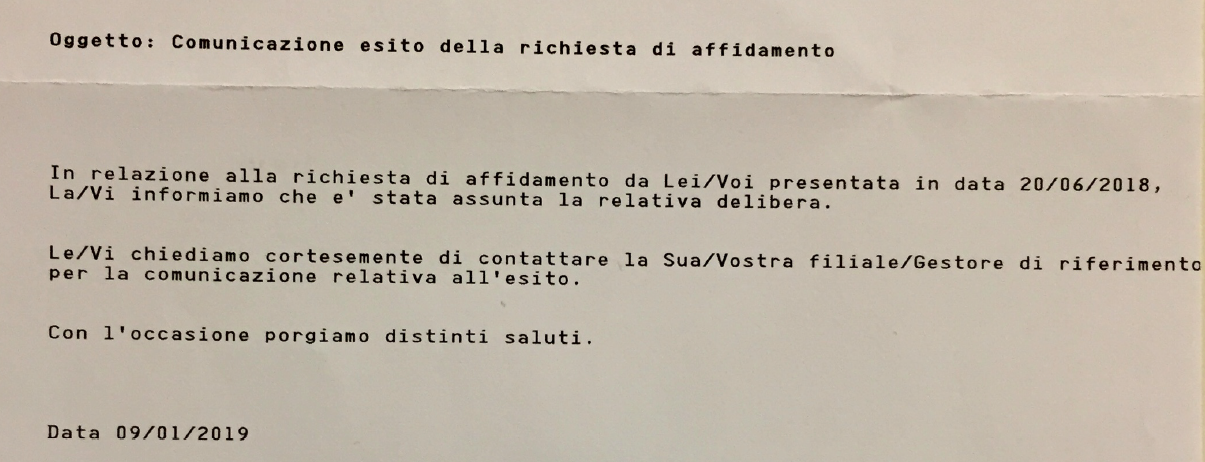 Oggetto: Comunicazione esito della richiesta di affidamento
In relazione alla richiesta di affidamento da Lei/Voi presentata in data 20/06/2018,
La/Vi informiamo che e' stata assunta la relativa delibera.
Le/Vi chiediamo cortesemente di contattare la Sua/Vostra filiale/Gestore di riferimento
per la comunicazione relativa all'esito.
Con l'occasione porgiamo distinti saluti.
Data 09/01/2019